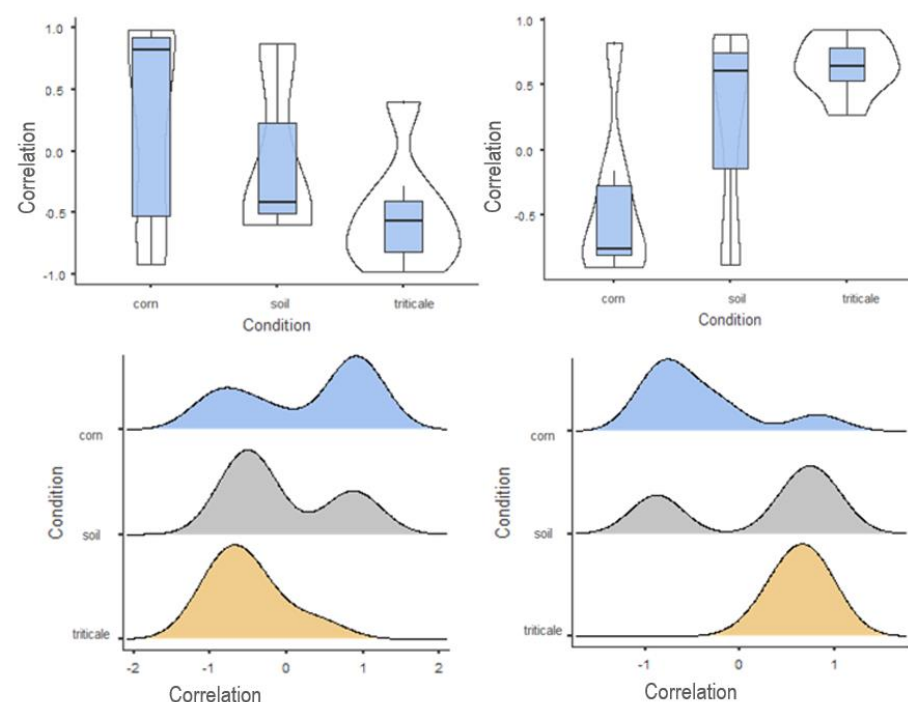 1.0
0.5
0.0
-0.5
-1.0
Correlation
corn
soil
triticale
Condition
1.0
0.5
0.0
-0.5
Correlation
corn
soil
triticale
Condition
Condition
corn
soil
triticale
-2
-1
0
1
2
Correlation
Condition
corn
soil
triticale
-1
0
1
Correlation